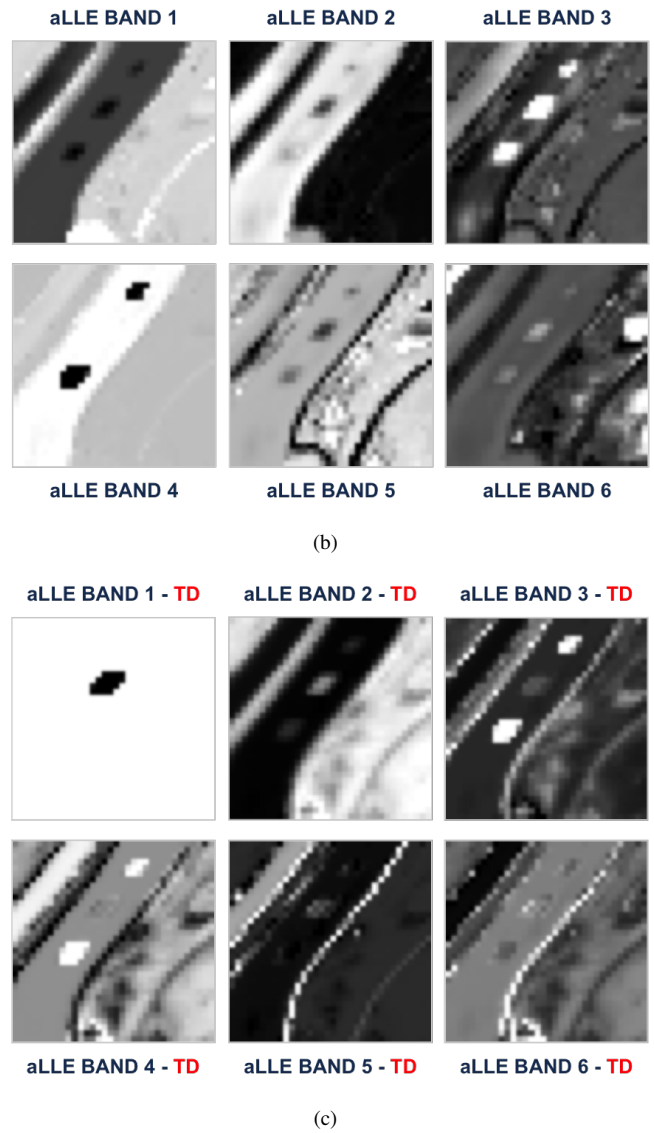 aLLE BAND 1 aLLE BAND 2 aLLE BAND 3
aLLE BAND 4 aLLE BAND 5 aLLE BAND 6
(b)
aLLE BAND 1 - TD aLLE BAND 2 - TD aLLE BAND 3 - TD
aLLE BAND 4 - TD aLLE BAND 5 - TD aLLE BAND 6 - TD
(c)